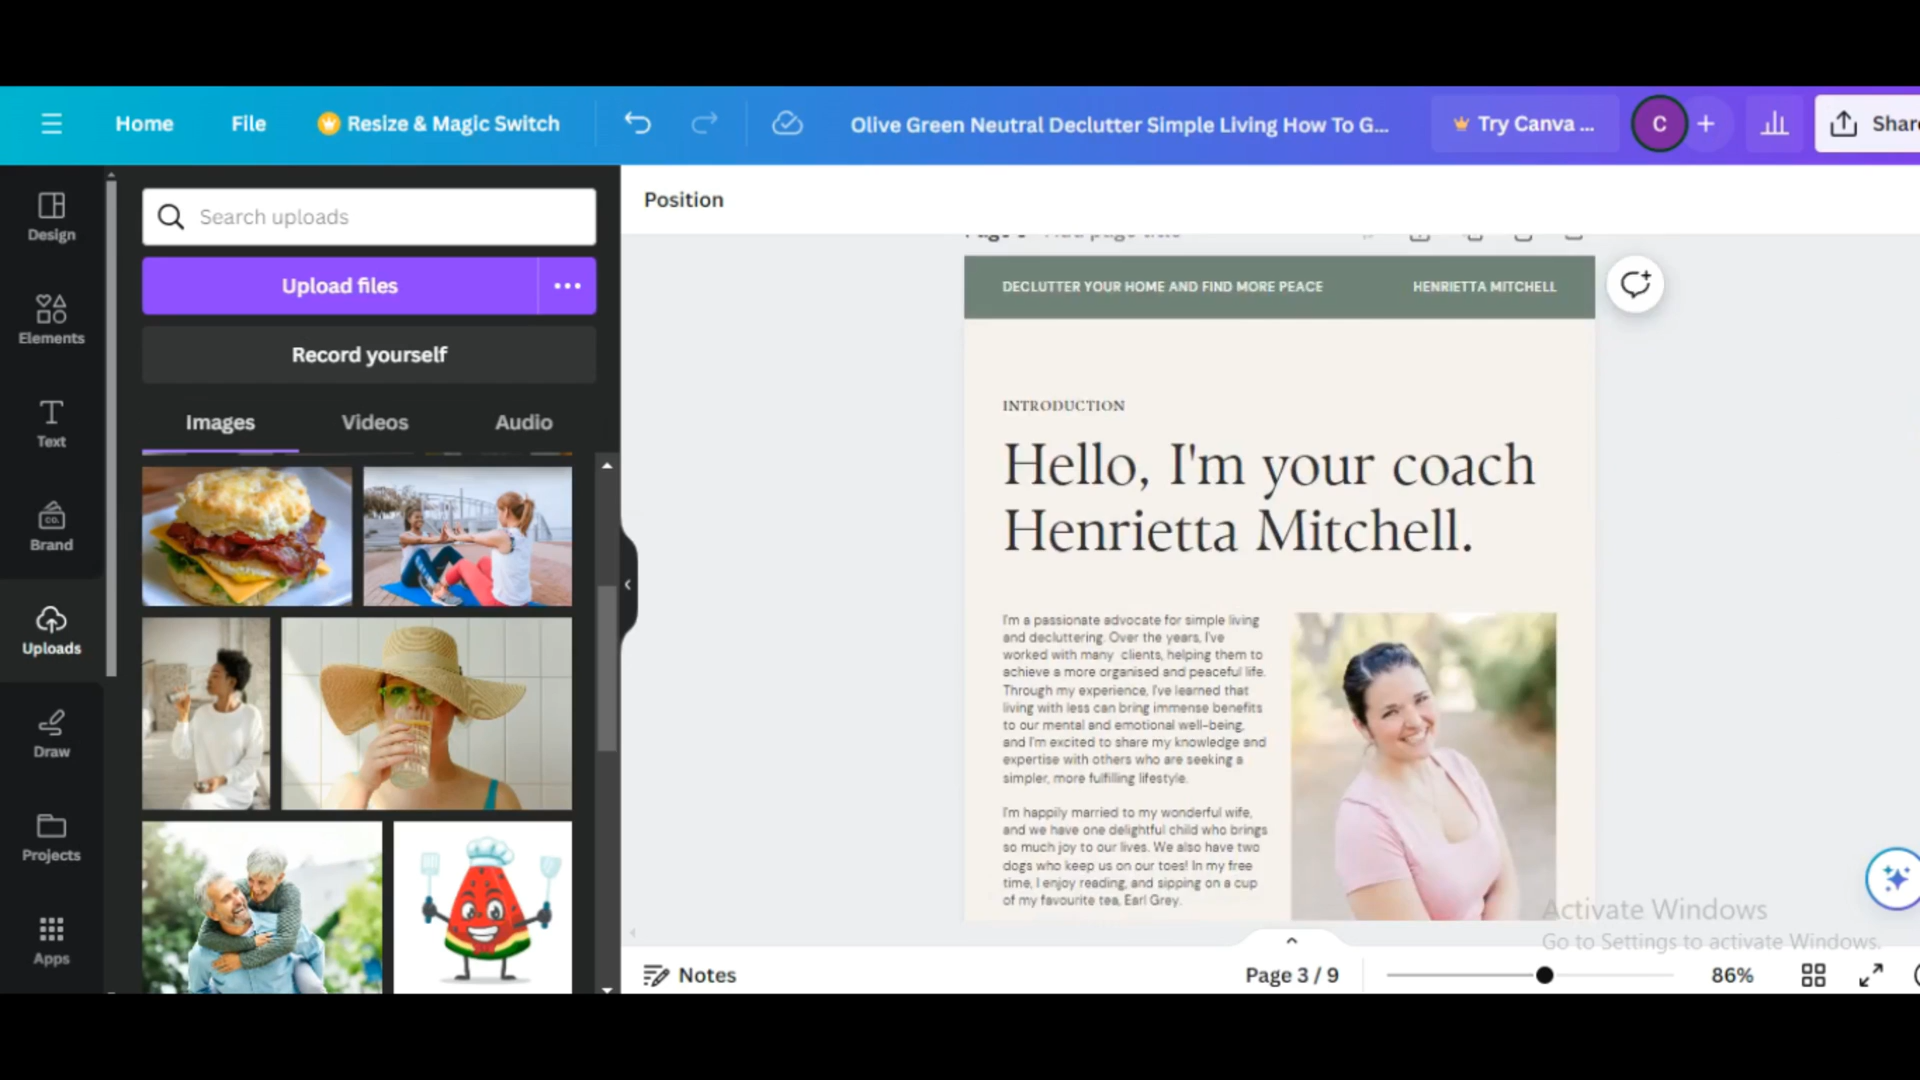 Home
File
Resize & Magic Switch
Olive Green Neutral Declutter Simple Living How To G...
Try Canva ...
C
Share
Design
Elements
Text
CO.
Brand
Uploads
Draw
Projects
Apps
Search uploads
Upload files
Record yourself
Images
Videos
Audio
Position
DECLUTTER YOUR HOME AND FIND MORE PEACE
HENRIETTA MITCHELL
INTRODUCTION
Hello, I'm your coach
Henrietta Mitchell.
I'm a passionate advocate for simple living
and decluttering. Over the years, I've
worked with many clients, helping them to
achieve a more organised and peaceful life.
Through my experience, I've learned that
living with less can bring immense benefits
to our mental and emotional well-being,
and I'm excited to share my knowledge and
expertise with others who are seeking a
simpler, more fulfilling lifestyle.
I'm happily married to my wonderful wife,
and we have one delightful child who brings
so much joy to our lives. We also have two
dogs who keep us on our toes! In my free
time, I enjoy reading, and sipping on a cup
of my favourite tea, Earl Grey.
Activate Windows
Go to Settings to activate Windows.
Notes
Page 3 / 9
86%